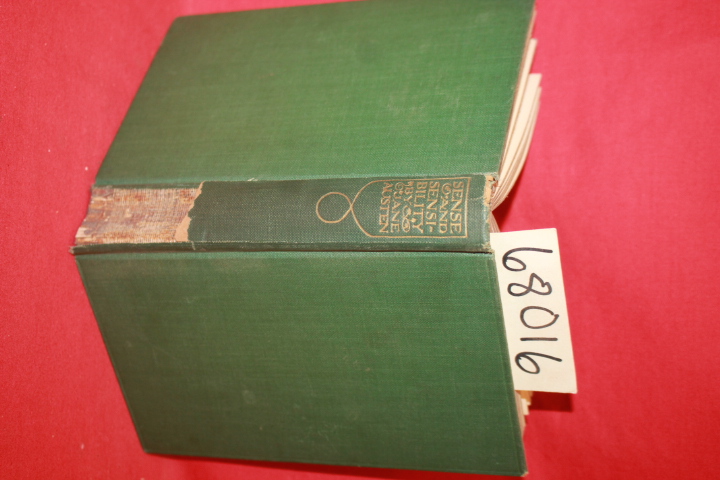 SENSE
AND
SENSI-
BILITY
BY
JANE
AUSTEN
68016